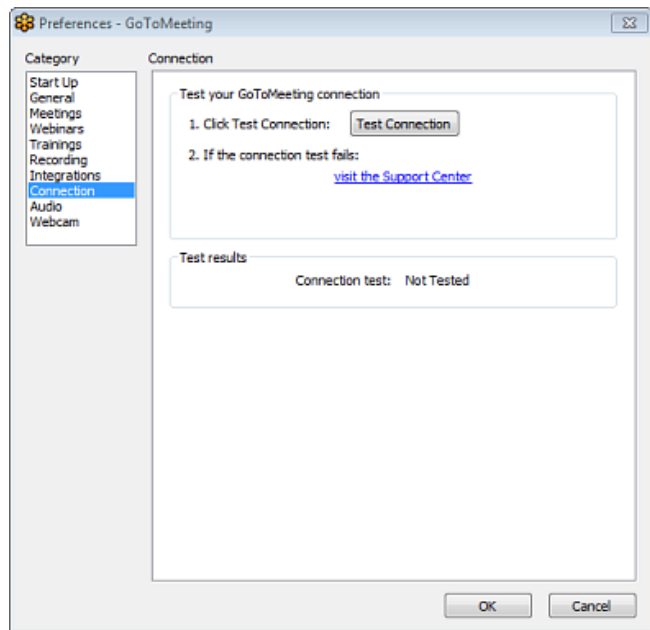 Preferences - GoToMeeting
Category
Start Up
General
Meetings
Webinars
Trainings
Recording
Integrations
Connection
Audio
Webcam
Connection
Test your GoToMeeting connection
1. Click Test Connection: Test Connection
2. If the connection test fails:
visit the Support Center
Test results
Connection test: Not Tested
OK Cancel